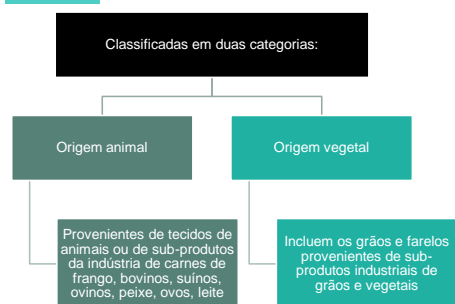 Classificadas em duas categorias:
Origem animal
Origem vegetal
Provenientes de tecidos de
animais ou de sub-produtos
da indústria de carnes de
frango, bovinos, suínos,
ovinos, peixe, ovos, leite
Incluem os grãos e farelos
provenientes de sub-
produtos industriais de
grãos e vegetais